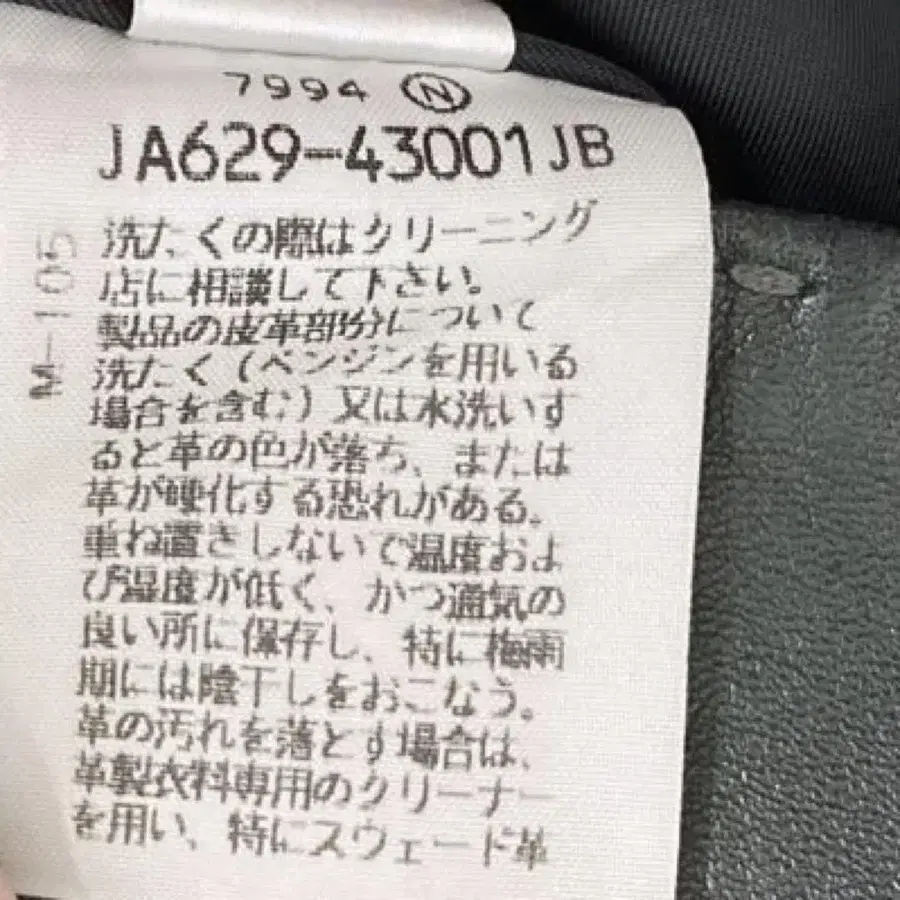 7994 Ⓝ
JA629-43001JB
M-105
洗たくの際はクリーニング
店に相談して下さい。
製品の皮革部分について
洗たく（ベンジンを用いる
場合を含む）又は水洗いす
ると革の色が落ち、または
革が硬化する恐れがある。
重ね置きしないで温度およ
び湿度が低く、かつ通気の
良い所に保存し、特に梅雨
期には陰干しをおこなう。
革の汚れを落とす場合は、
革製衣料専用のクリーナー
を用い、特にスウェード革